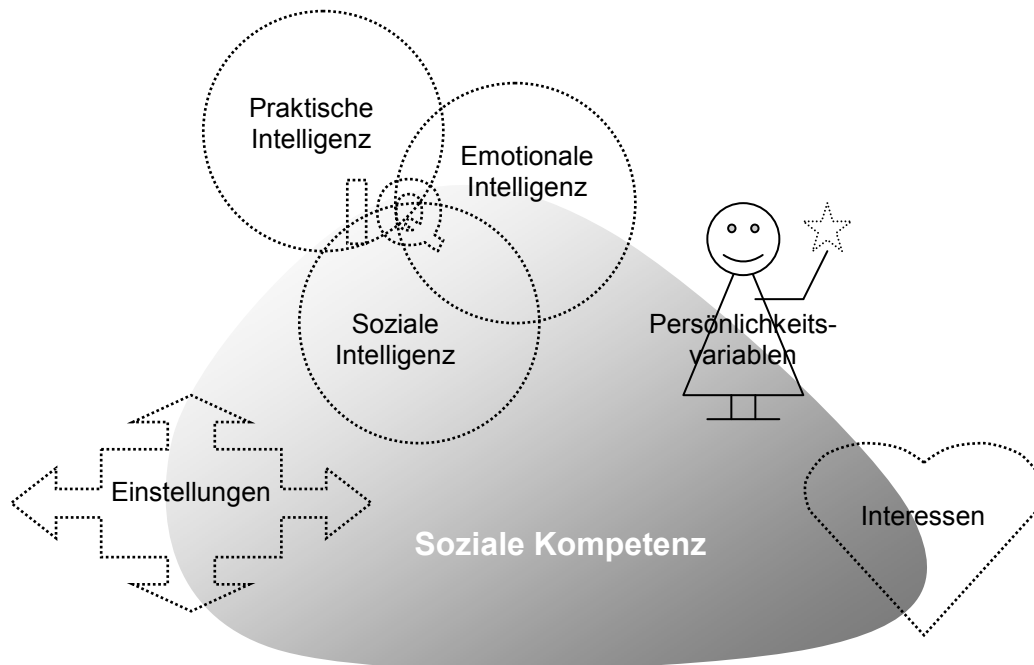 Praktische
Intelligenz
Emotionale
Intelligenz
IQ
Soziale
Intelligenz
Persönlichkeits-
variablen
Einstellungen
Interessen
Soziale Kompetenz